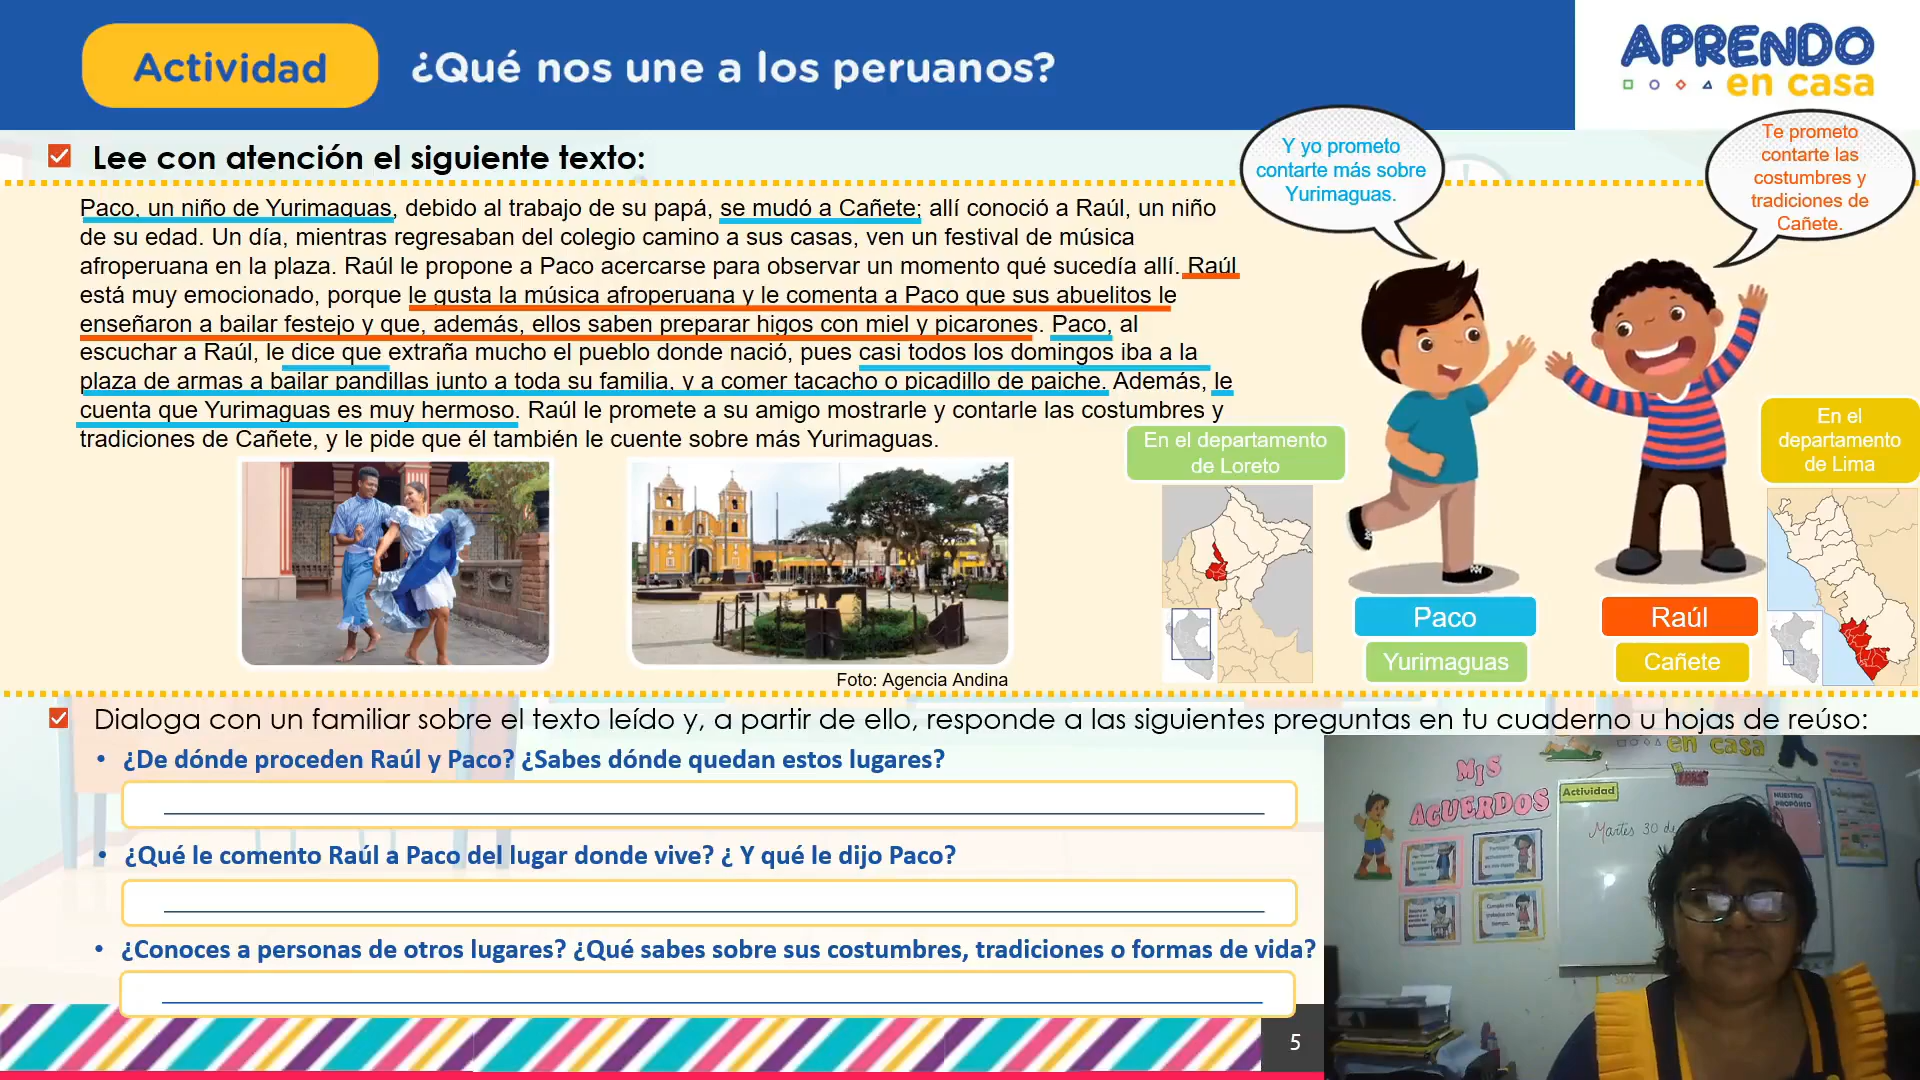 Actividad
¿Qué nos une a los peruanos?
APRENDO
en casa
Lee con atención el siguiente texto:
Paco, un niño de Yurimaguas, debido al trabajo de su papá, se mudó a Cañete; allí conoció a Raúl, un niño
de su edad. Un día, mientras regresaban del colegio camino a sus casas, ven un festival de música
afroperuana en la plaza. Raúl le propone a Paco acercarse para observar un momento qué sucedía allí. Raúl
está muy emocionado, porque le gusta la música afroperuana y le comenta a Paco que sus abuelitos le
enseñaron a bailar festejo y que, además, ellos saben preparar higos con miel y picarones. Paco, al
escuchar a Raúl, le dice que extraña mucho el pueblo donde nació, pues casi todos los domingos iba a la
plaza de armas a bailar pandillas junto a toda su familia, y a comer tacacho o picadillo de paiche. Además, le
cuenta que Yurimaguas es muy hermoso. Raúl le promete a su amigo mostrarle y contarle las costumbres y
tradiciones de Cañete, y le pide que él también le cuente sobre más Yurimaguas.
Y yo prometo
contarte más sobre
Yurimaguas.
Te prometo
contarte las
costumbres y
tradiciones de
Cañete.
En el departamento
de Loreto
En el
departamento
de Lima
Paco
Yurimaguas
Raúl
Cañete
Foto: Agencia Andina
Dialoga con un familiar sobre el texto leído y, a partir de ello, responde a las siguientes preguntas en tu cuaderno u hojas de reúso:
• ¿De dónde proceden Raúl y Paco? ¿Sabes dónde quedan estos lugares?
• ¿Qué le comento Raúl a Paco del lugar donde vive? ¿ Y qué le dijo Paco?
• ¿Conoces a personas de otros lugares? ¿Qué sabes sobre sus costumbres, tradiciones o formas de vida?
5
en casa
MIS
ACUERDOS
Actividad
Martes 30 de
NUESTRO
PROPÓSITO